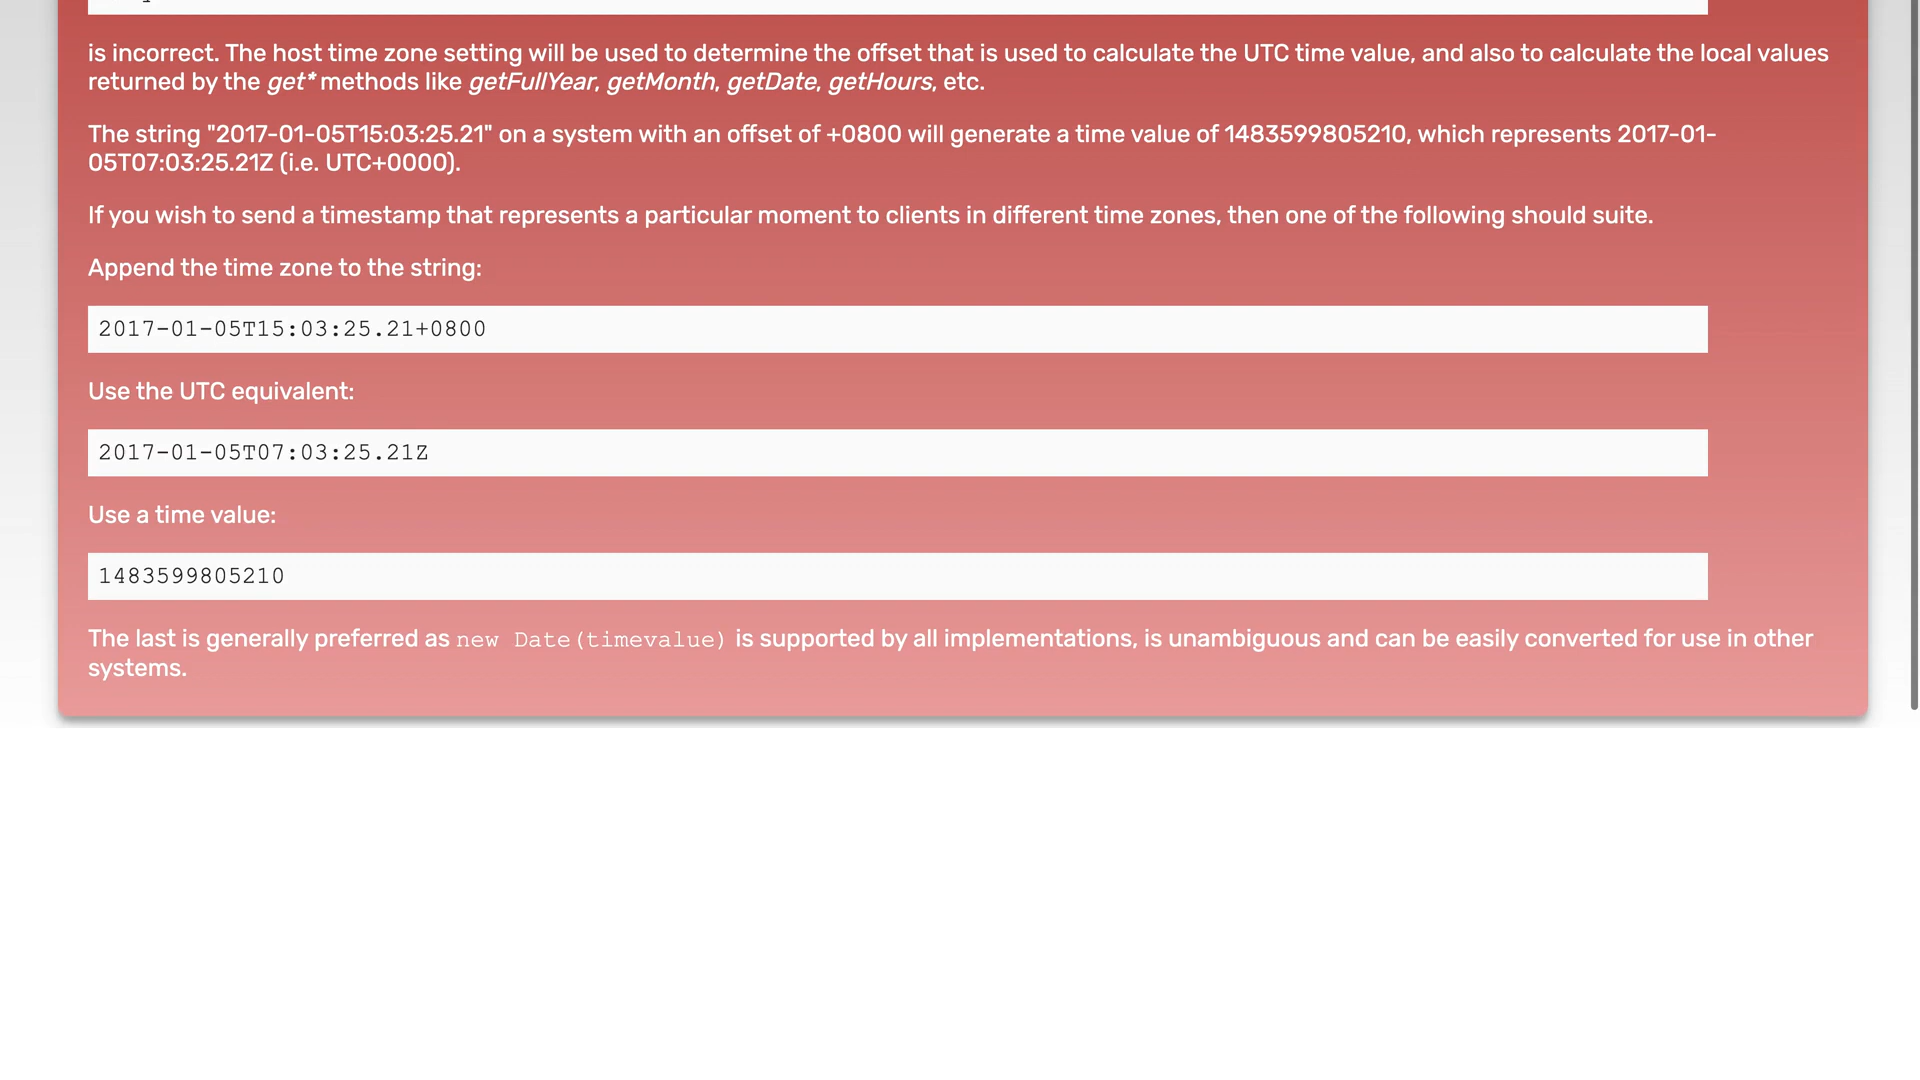 is incorrect. The host time zone setting will be used to determine the offset that is used to calculate the UTC time value, and also to calculate the local values
returned by the get* methods like getFullYear, getMonth, getDate, getHours, etc.
The string "2017-01-05T15:03:25.21" on a system with an offset of +0800 will generate a time value of 1483599805210, which represents 2017-01-
05T07:03:25.21Z (i.e. UTC+0000).
If you wish to send a timestamp that represents a particular moment to clients in different time zones, then one of the following should suite.
Append the time zone to the string:
2017-01-05T15:03:25.21+0800
Use the UTC equivalent:
2017-01-05T07:03:25.21Z
Use a time value:
1483599805210
The last is generally preferred as new Date(timevalue) is supported by all implementations, is unambiguous and can be easily converted for use in other
systems.